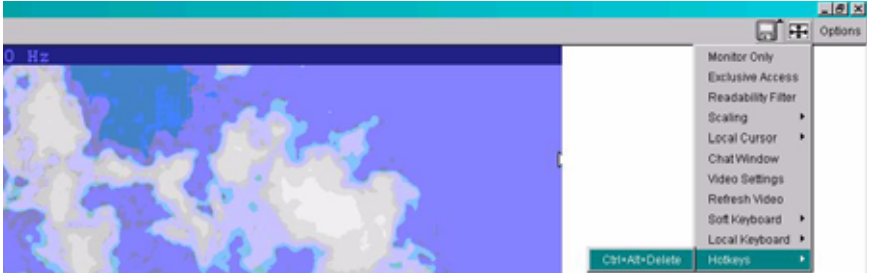 Options
0 Hz
Monitor Only
Exclusive Access
Readability Filter
Scaling
Local Cursor
Chat Window
Video Settings
Refresh Video
Soft Keyboard
Local Keyboard
Ctrl+Alt+Delete Hotkeys